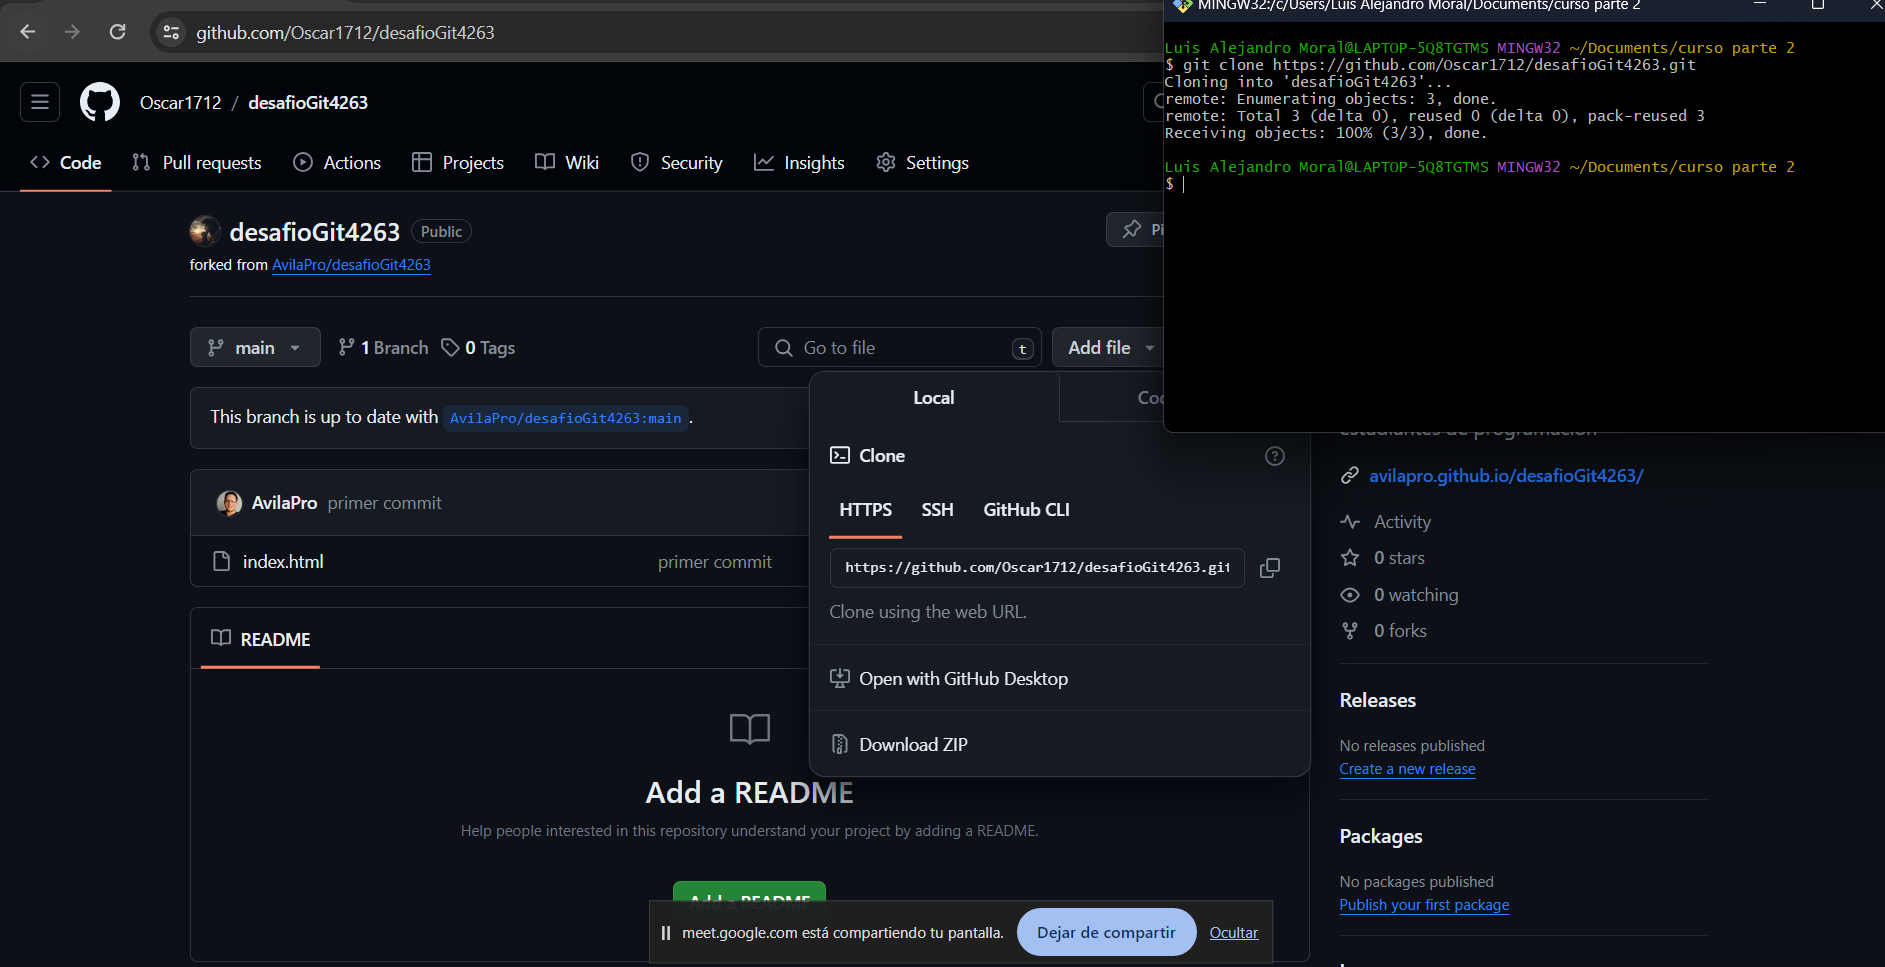 github.com/Oscar1712/desafioGit4263
Oscar1712 / desafioGit4263
Code Pull requests Actions Projects Wiki Security Insights Settings
desafioGit4263 Public
forked from AvilaPro/desafioGit4263
main 1 Branch 0 Tags
Go to file t Add file
This branch is up to date with AvilaPro/desafioGit4263:main .
AvilaPro primer commit
index.html primer commit
README
Add a README
Help people interested in this repository understand your project by adding a README.
Add a README
Local
Clone
HTTPS SSH GitHub CLI
https://github.com/Oscar1712/desafioGit4263.git
Clone using the web URL.
Open with GitHub Desktop
Download ZIP
MINGW32:/c/Users/Luis Alejandro Moral/Documents/curso parte 2
Luis Alejandro Moral@LAPTOP-5Q8TGTMS MINGW32 ~/Documents/curso parte 2
$ git clone https://github.com/Oscar1712/desafioGit4263.git
Cloning into 'desafioGit4263'...
remote: Enumerating objects: 3, done.
remote: Total 3 (delta 0), reused 0 (delta 0), pack-reused 3
Receiving objects: 100% (3/3), done.
Luis Alejandro Moral@LAPTOP-5Q8TGTMS MINGW32 ~/Documents/curso parte 2
$
estudiantes de programación
avilapro.github.io/desafioGit4263/
Activity
0 stars
0 watching
0 forks
Releases
No releases published
Create a new release
Packages
No packages published
Publish your first package
meet.google.com está compartiendo tu pantalla. Dejar de compartir Ocultar